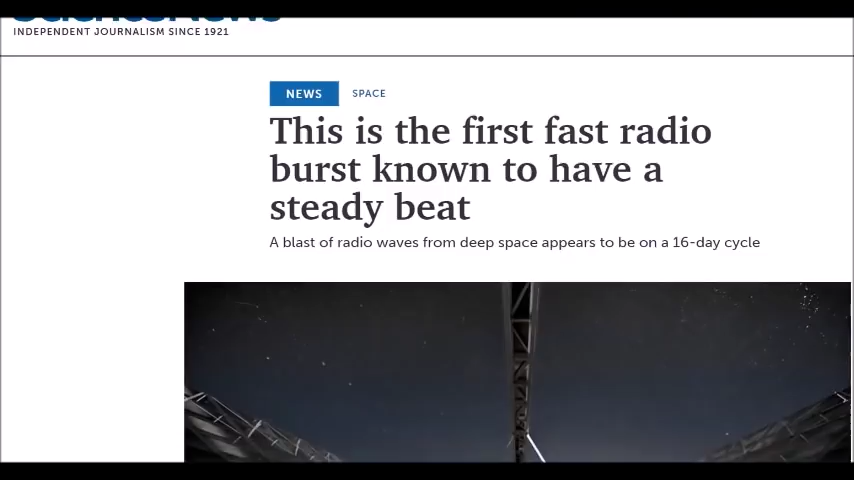 ScienceNews
INDEPENDENT JOURNALISM SINCE 1921
NEWS SPACE
This is the first fast radio
burst known to have a
steady beat
A blast of radio waves from deep space appears to be on a 16-day cycle